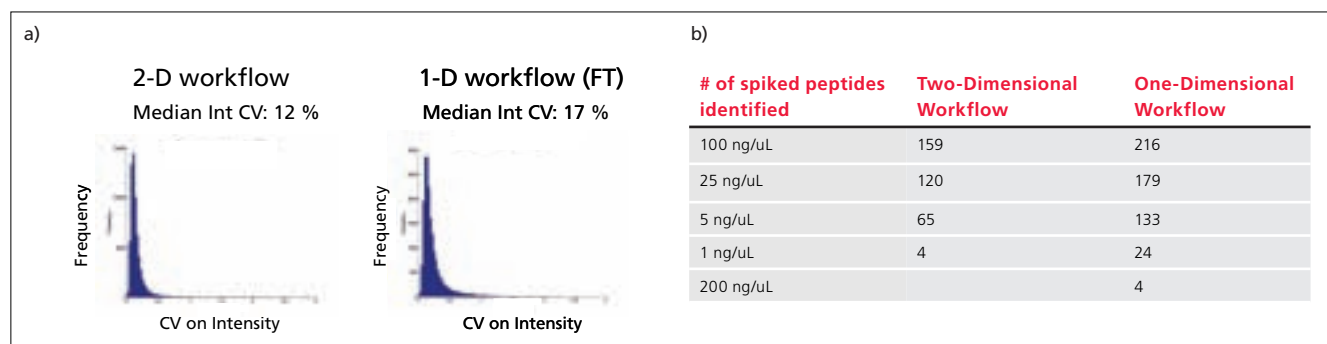 a)
2-D workflow
Median Int CV: 12 %
Frequency
CV on Intensity
1-D workflow (FT)
Median Int CV: 17 %
Frequency
CV on Intensity
b)
# of spiked peptides identified Two-Dimensional Workflow One-Dimensional Workflow
100 ng/uL 159 216
25 ng/uL 120 179
5 ng/uL 65 133
1 ng/uL 4 24
200 ng/uL 4